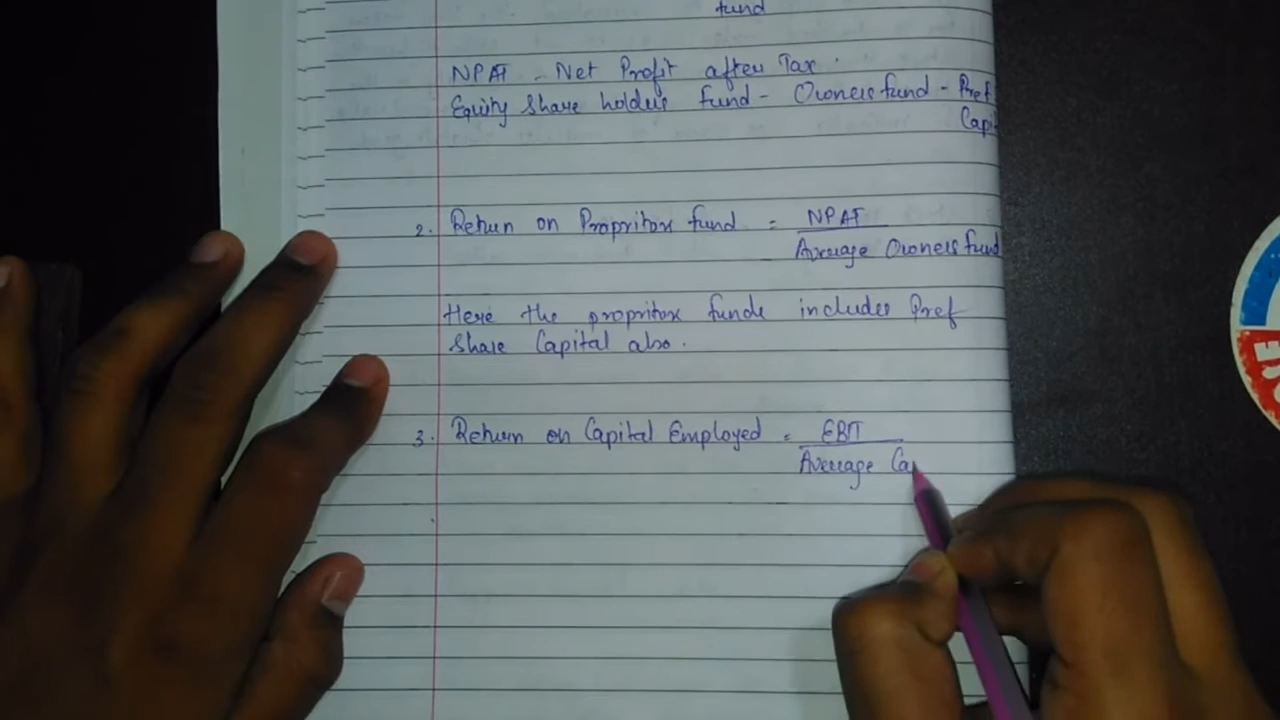 fund
NPAT - Net Profit after Tax.
Equity Share holders fund - Owners fund - Pref
Capi
2. Return on Propritor fund = NPAT
Average Owners fund
Here the propritor funds includes Pref
Share Capital also.
3. Return on Capital Employed = EBIT
Average Ca